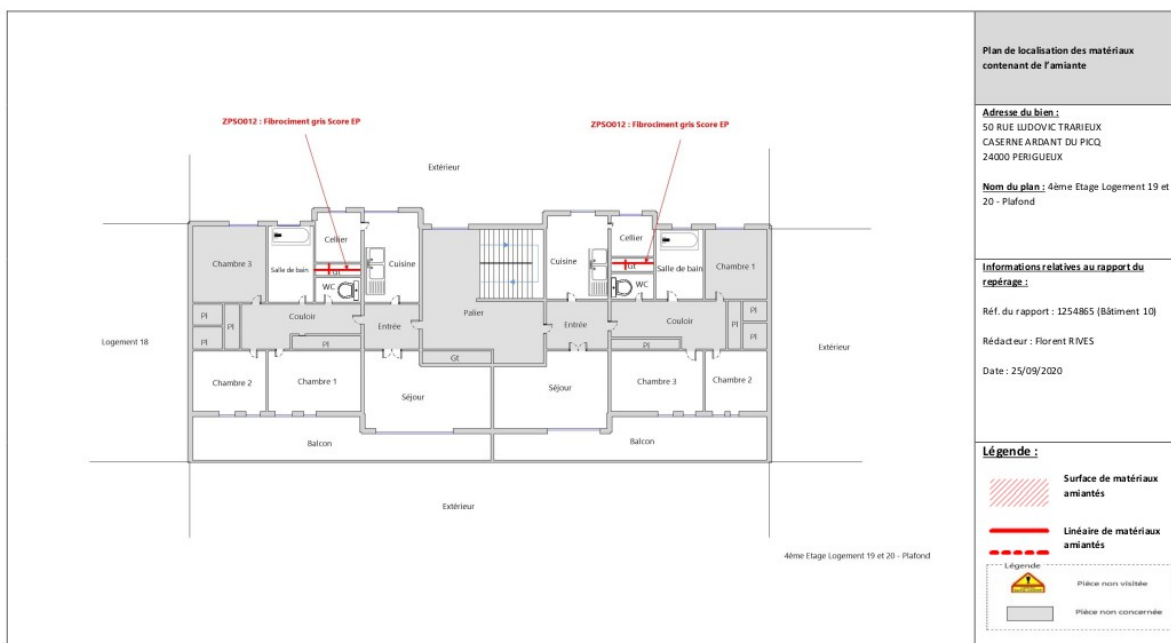 Plan de localisation des matériaux
contenant de l'amiante
Adresse du bien :
50 RUE LUDOVIC TRARIEUX
CASERNE ARDANT DU PICQ
24000 PERIGUEUX
Nom du plan : 4ème Etage Logement 19 et
20 - Plafond
Informations relatives au rapport du
repérage :
Réf. du rapport : 1254865 (Bâtiment 10)
Rédacteur : Florent RIVES
Date : 25/09/2020
Légende :
Surface de matériaux
amiantés
Linéaire de matériaux
amiantés
Légende
Pièce non visitée
Pièce non concernée
ZPSO012 : Fibrociment gris Score EP
ZPSO012 : Fibrociment gris Score EP
Extérieur
Chambre 3
Salle de bain
Cellier
Gt
WC
Cuisine
Cuisine
Cellier
Gt
WC
Salle de bain
Chambre 1
Pl
Pl
Pl
Couloir
Pl
Entrée
Palier
Gt
Entrée
Couloir
Pl
Pl
Pl
Pl
Logement 18
Extérieur
Chambre 2
Chambre 1
Séjour
Séjour
Chambre 3
Chambre 2
Balcon
Balcon
Extérieur
4ème Etage Logement 19 et 20 - Plafond